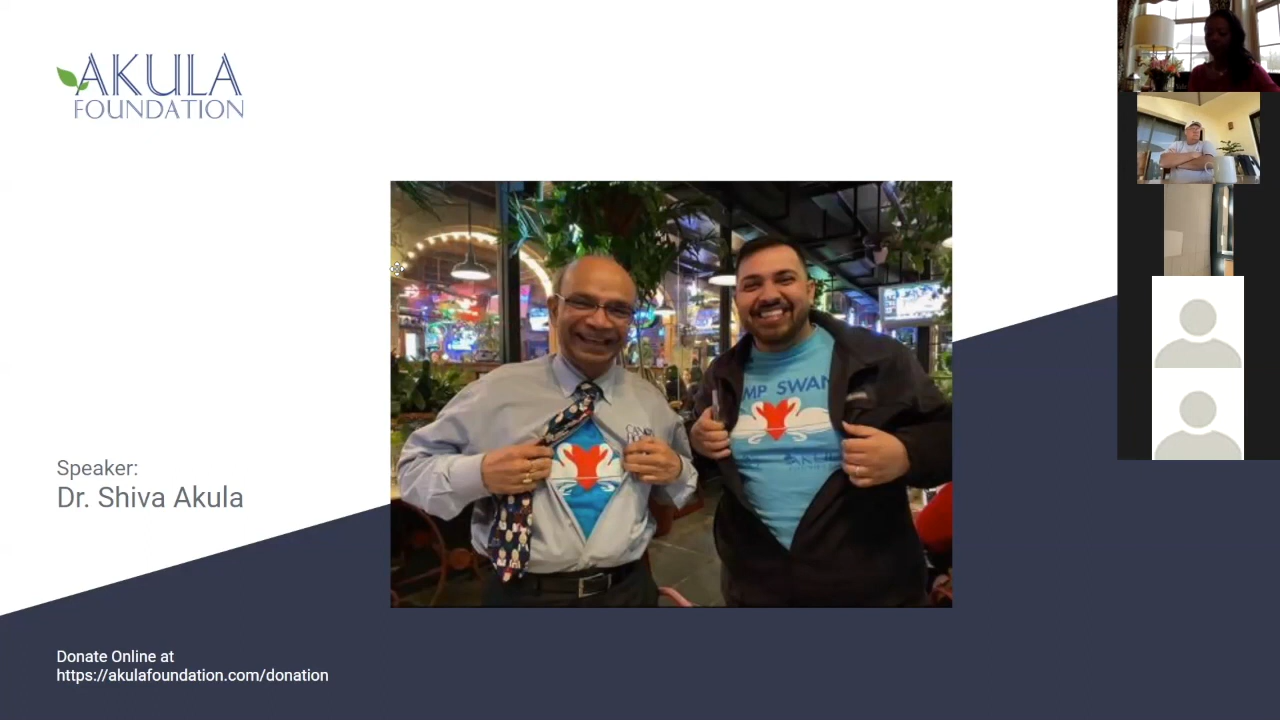 AKULA
FOUNDATION
MP SWAN
Speaker:
Dr. Shiva Akula
Donate Online at
https://akulafoundation.com/donation